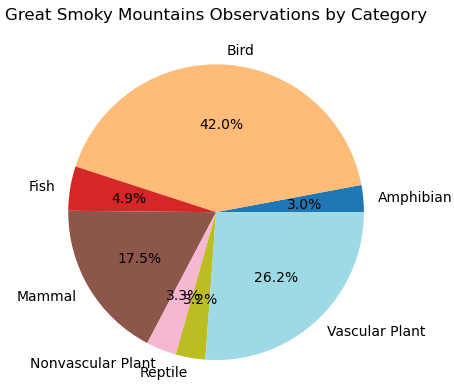 Great Smoky Mountains Observations by Category
Bird
42.0%
Fish
4.9%
Amphibian
3.0%
17.5%
Mammal
3.3%
3.2%
26.2%
Vascular Plant
Nonvascular Plant
Reptile